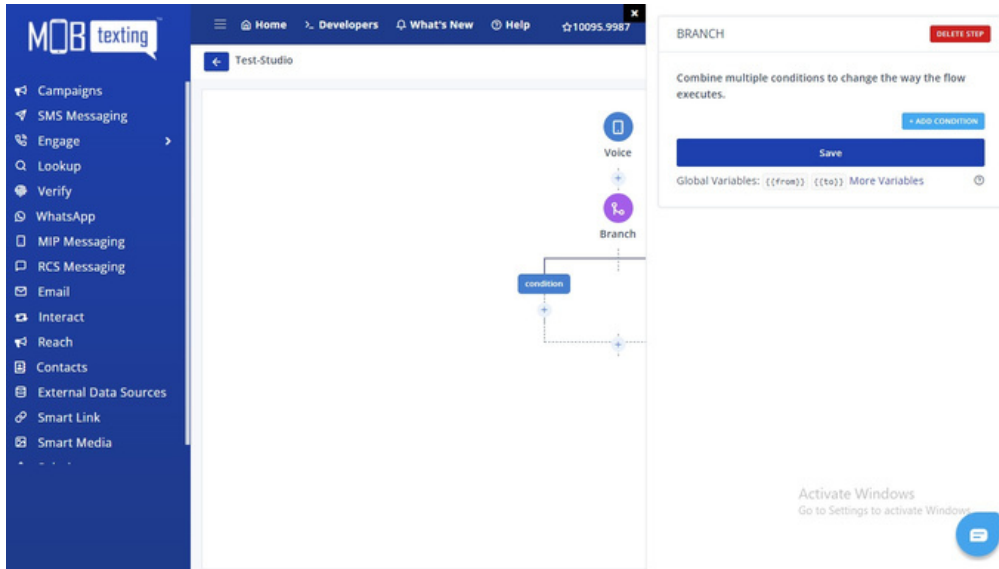 MOB texting
Campaigns
SMS Messaging
Engage
Lookup
Verify
WhatsApp
MIP Messaging
RCS Messaging
Email
Interact
Reach
Contacts
External Data Sources
Smart Link
Smart Media
Home Developers What's New Help 10095.9987
Test-Studio
Voice
Branch
condition
BRANCH
DELETE STEP
Combine multiple conditions to change the way the flow
executes.
+ ADD CONDITION
Save
Global Variables: {{from}} {{to}} More Variables
Activate Windows
Go to Settings to activate Windows.